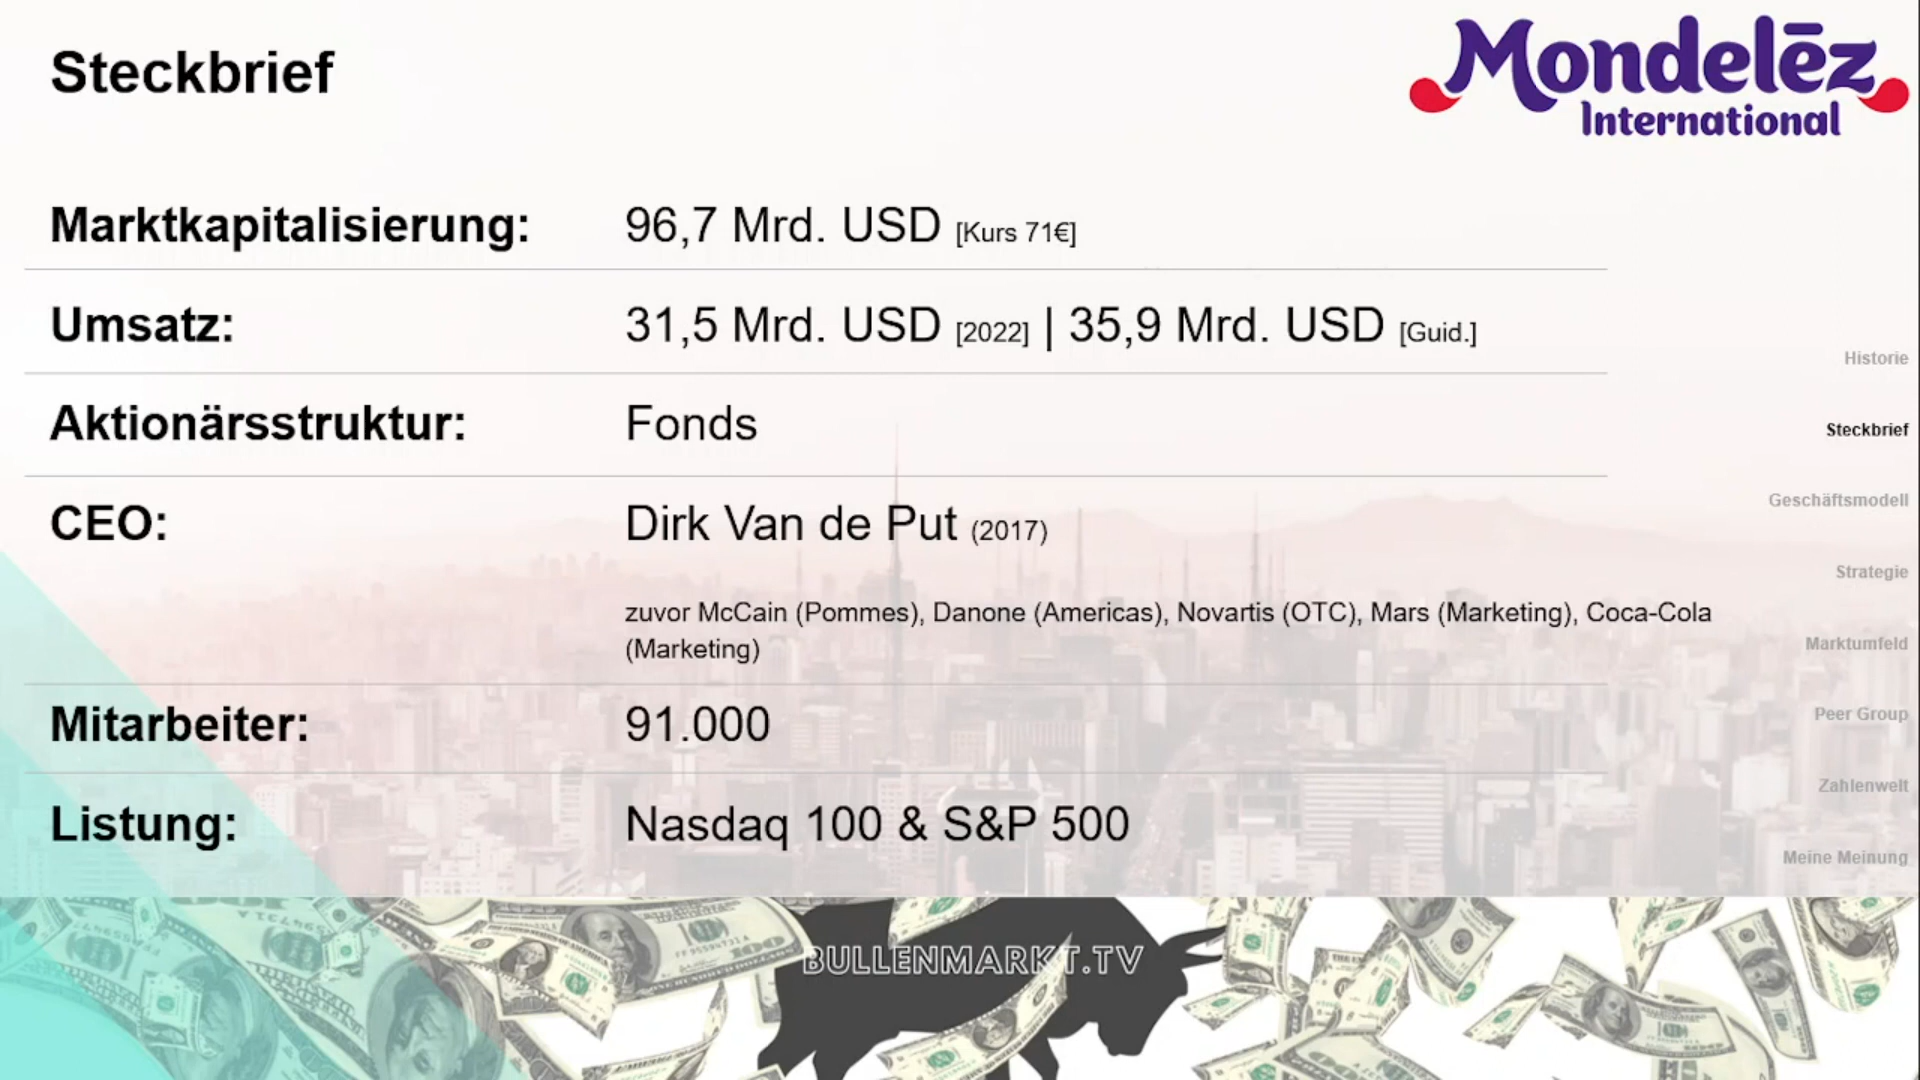 Steckbrief
Mondelēz
International
Marktkapitalisierung: 96,7 Mrd. USD [Kurs 71€]
Umsatz: 31,5 Mrd. USD [2022] | 35,9 Mrd. USD [Guid.]
Aktionärsstruktur: Fonds
CEO: Dirk Van de Put (2017)
zuvor McCain (Pommes), Danone (Americas), Novartis (OTC), Mars (Marketing), Coca-Cola
(Marketing)
Mitarbeiter: 91.000
Listung: Nasdaq 100 & S&P 500
Historie
Steckbrief
Geschäftsmodell
Strategie
Marktumfeld
Peer Group
Zahlenwelt
Meine Meinung
BULLENMARKT.TV